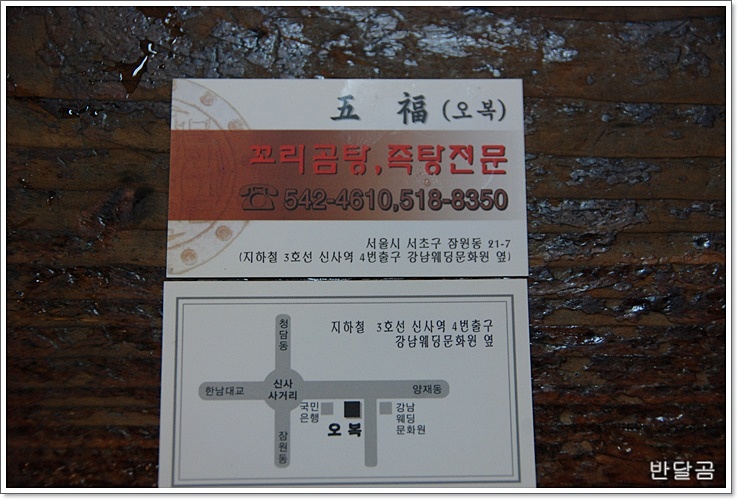 五 福 (오복)
꼬리곰탕,족탕전문
☎542-4610,518-8350
서울시 서초구 잠원동 21-7
(지하철 3호선 신사역 4번출구 강남웨딩문화원 옆)
지하철 3호선 신사역 4번출구
강남웨딩문화원 옆
청담동
한남대교
신사
사거리
양재동
국민
은행
오복
강남
웨딩
문화원
잠원동
반달곰